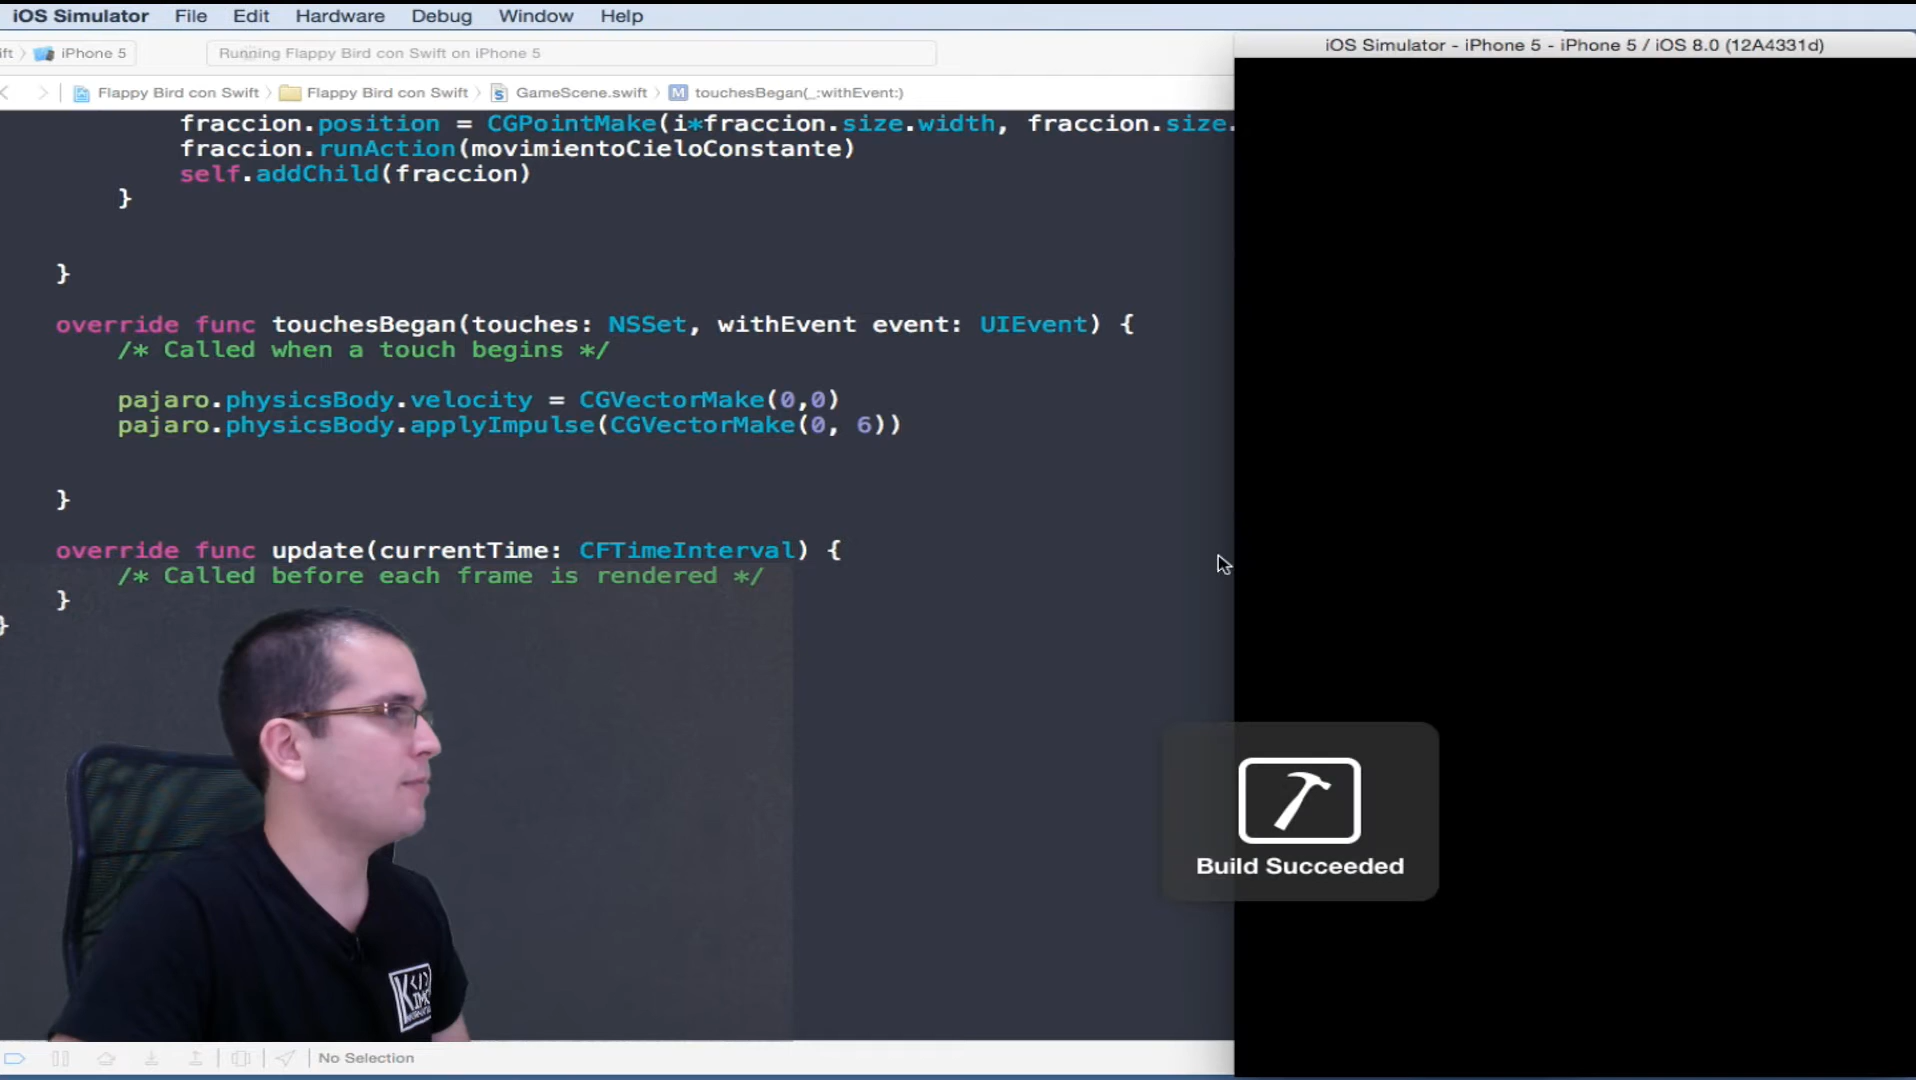 iOS Simulator File Edit Hardware Debug Window Help
ift iPhone 5 Running Flappy Bird con Swift on iPhone 5
iOS Simulator - iPhone 5 - iPhone 5 / iOS 8.0 (12A4331d)
Flappy Bird con Swift Flappy Bird con Swift GameScene.swift M touchesBegan(_:withEvent:)
fraccion.position = CGPointMake(i*fraccion.size.width, fraccion.size.
fraccion.runAction(movimientoCieloConstante)
self.addChild(fraccion)
}
}
override func touchesBegan(touches: NSSet, withEvent event: UIEvent) {
/* Called when a touch begins */
pajaro.physicsBody.velocity = CGVectorMake(0,0)
pajaro.physicsBody.applyImpulse(CGVectorMake(0, 6))
}
override func update(currentTime: CFTimeInterval) {
/* Called before each frame is rendered */
}
}
Build Succeeded
No Selection